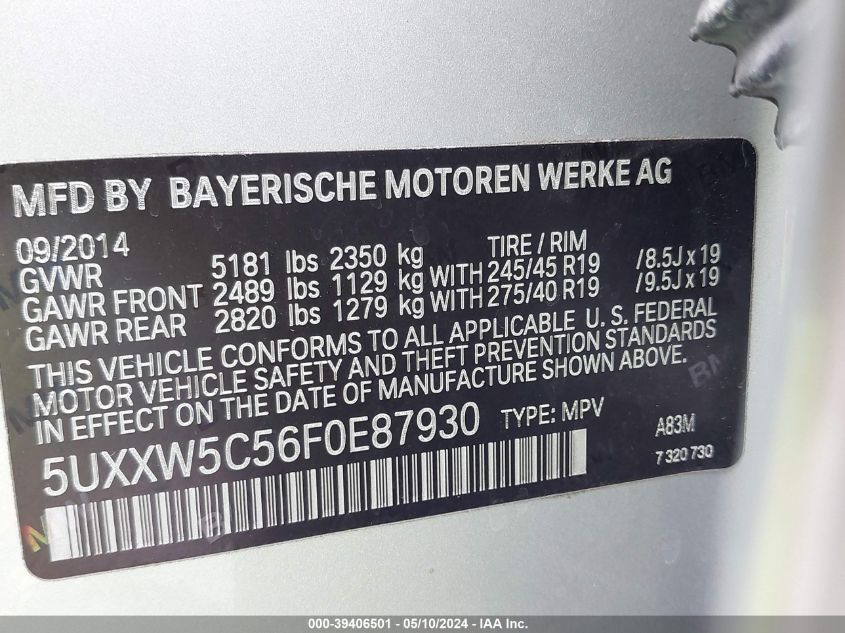 MFD BY BAYERISCHE MOTOREN WERKE AG
09/2014 TIRE / RIM
GVWR 5181 lbs 2350 kg
GAWR FRONT 2489 lbs 1129 kg WITH 245/45 R19 /8.5J x 19
GAWR REAR 2820 lbs 1279 kg WITH 275/40 R19 /9.5J x 19
THIS VEHICLE CONFORMS TO ALL APPLICABLE U. S. FEDERAL
MOTOR VEHICLE SAFETY AND THEFT PREVENTION STANDARDS
IN EFFECT ON THE DATE OF MANUFACTURE SHOWN ABOVE.
5UXXW5C56F0E87930 TYPE: MPV A83M
7 320 730
000-39406501 — 05/10/2024 — IAA, Inc.